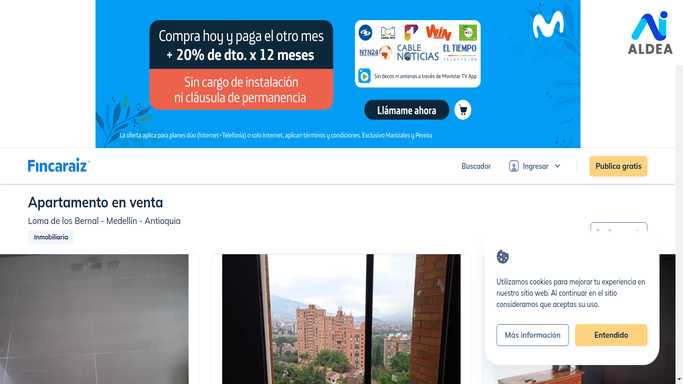 Compra hoy y paga el otro mes
+ 20% de dto. x 12 meses
Sin cargo de instalación
ni cláusula de permanencia
WIN
NTN24
CABLE
NOTICIAS
EL TIEMPO
TELEVISIÓN
Sin decos ni antenas a través de Movistar TV App
Llámame ahora
La oferta aplica para planes dúo (Internet+Telefonía) o solo Internet, aplican términos y condiciones. Exclusivo Manizales y Pereira
ALDEA
Fincaraiz
Buscador
Ingresar
Publica gratis
Apartamento en venta
Loma de los Bernal - Medellín - Antioquia
Inmobiliaria
Utilizamos cookies para mejorar tu experiencia en
nuestro sitio web. Al continuar en el sitio
consideramos que aceptas su uso.
Más información
Entendido